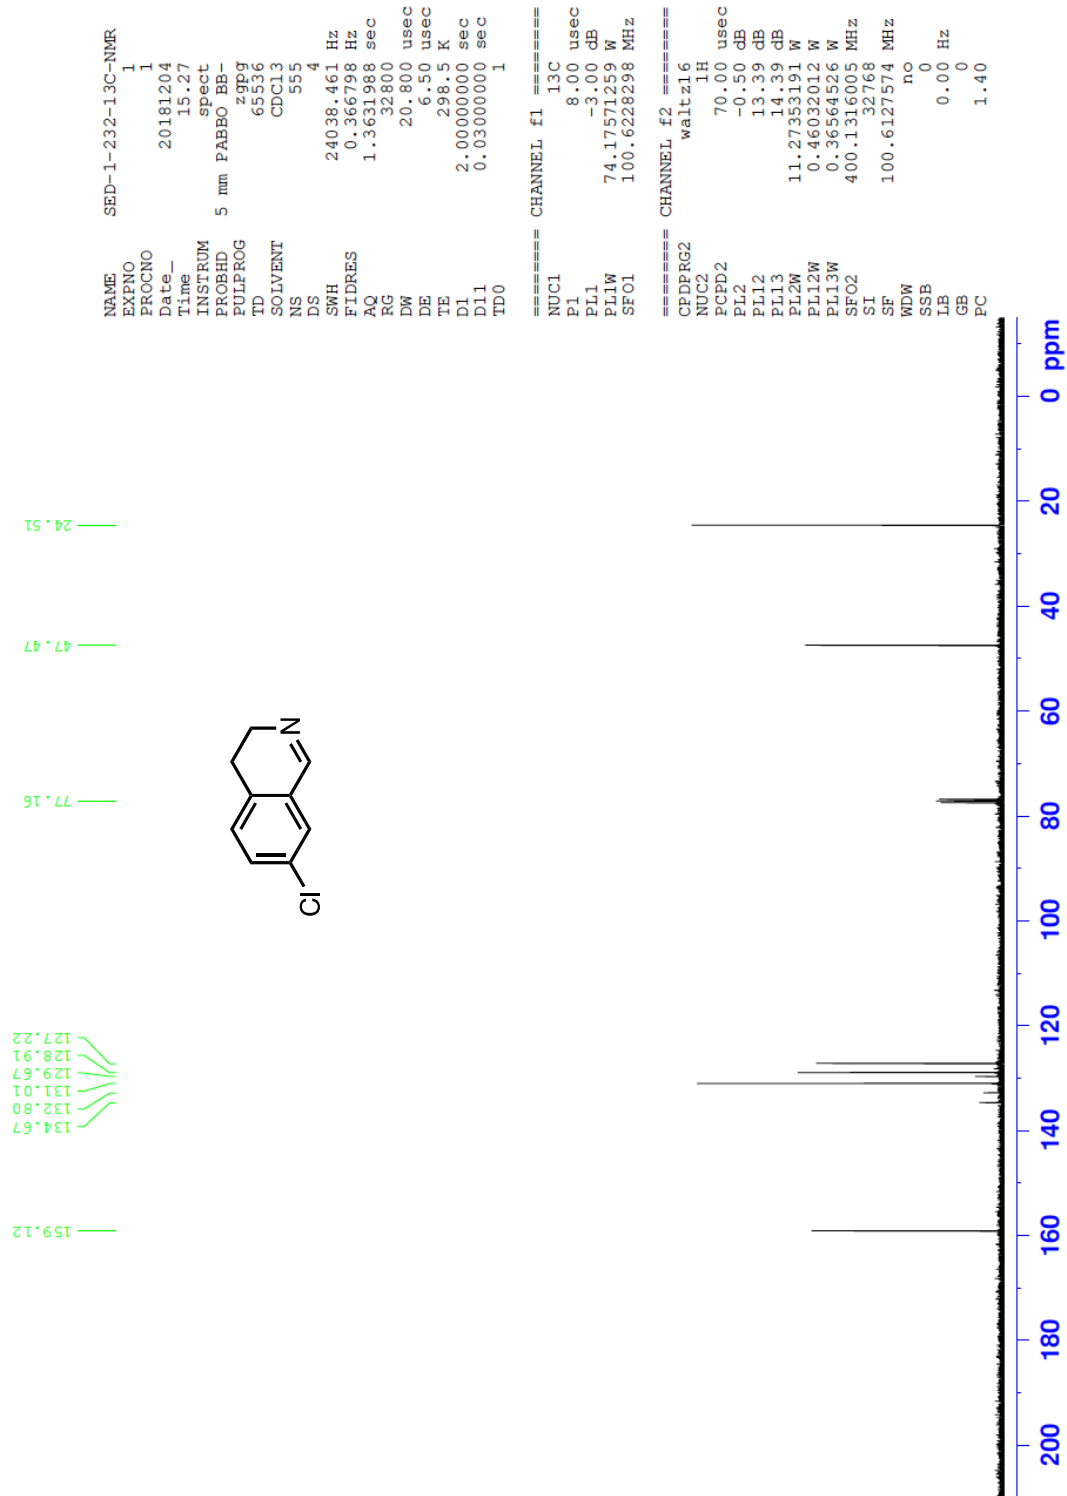 NAME SED-1-232-13C-NMR
EXPNO 1
PROCNO 1
Date_ 20181204
Time 15.27
INSTRUM spect
PROBHD 5 mm PABBO BB-
PULPROG zgpg
TD 65536
SOLVENT CDCl3
NS 555
DS 4
SWH 24038.461 Hz
FIDRES 0.366798 Hz
AQ 1.3631988 sec
RG 32800
DW 20.800 usec
DE 6.50 usec
TE 298.5 K
D1 2.00000000 sec
D11 0.03000000 sec
TD0 1
======== CHANNEL f1 ========
NUC1 13C
P1 8.00 usec
PL1 -3.00 dB
PL1W 74.17571259 W
SFO1 100.6228298 MHz
======== CHANNEL f2 ========
CPDPRG2 waltz16
NUC2 1H
PCPD2 70.00 usec
PL2 -0.50 dB
PL12 13.39 dB
PL13 14.39 dB
PL2W 11.27353191 W
PL12W 0.46032012 W
PL13W 0.36564526 W
SFO2 400.1316005 MHz
SI 32768
SF 100.6127574 MHz
WDW no
SSB 0
LB 0.00 Hz
GB 0
PC 1.40
159.12
134.67
132.80
131.01
129.67
128.91
127.22
77.16
47.47
24.51
Cl
N
200 180 160 140 120 100 80 60 40 20 0 ppm